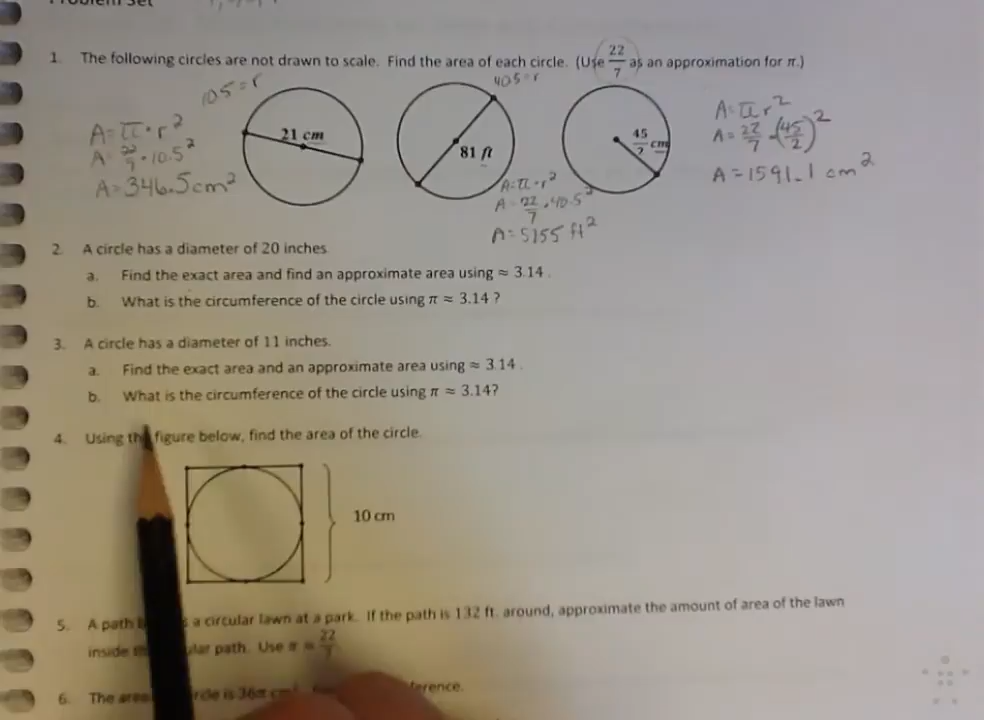 Problem Set
1. The following circles are not drawn to scale. Find the area of each circle. (Use 22/7 as an approximation for π.)
10.5 = r
40.5 = r
21 cm
81 ft
45/2 cm
A = π · r²
A = 22/7 · 10.5²
A = 346.5 cm²
A = π · r²
A = 22/7 · 40.5²
A = 5155 ft²
A = πr²
A = 22/7 · (45/2)²
A = 1591.1 cm²
2. A circle has a diameter of 20 inches.
a. Find the exact area and find an approximate area using ≈ 3.14.
b. What is the circumference of the circle using π ≈ 3.14?
3. A circle has a diameter of 11 inches.
a. Find the exact area and an approximate area using ≈ 3.14.
b. What is the circumference of the circle using π ≈ 3.14?
4. Using the figure below, find the area of the circle.
10 cm
5. A path a circular lawn at a park. If the path is 132 ft. around, approximate the amount of area of the lawn
inside path. Use π ≈ 22/7
6. The area is 36π